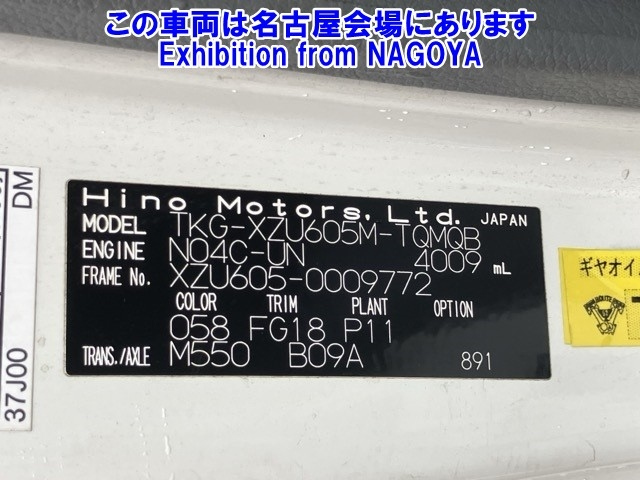 この車両は名古屋会場にあります
Exhibition from NAGOYA
Hino Motors, Ltd. JAPAN
MODEL TKG-XZU605M-TQMQB
ENGINE N04C-UN 4009 mL
FRAME No. XZU605-0009772
COLOR TRIM PLANT OPTION
058 FG18 P11
TRANS./AXLE M550 B09A 891
37J00 DM
ギヤオイ